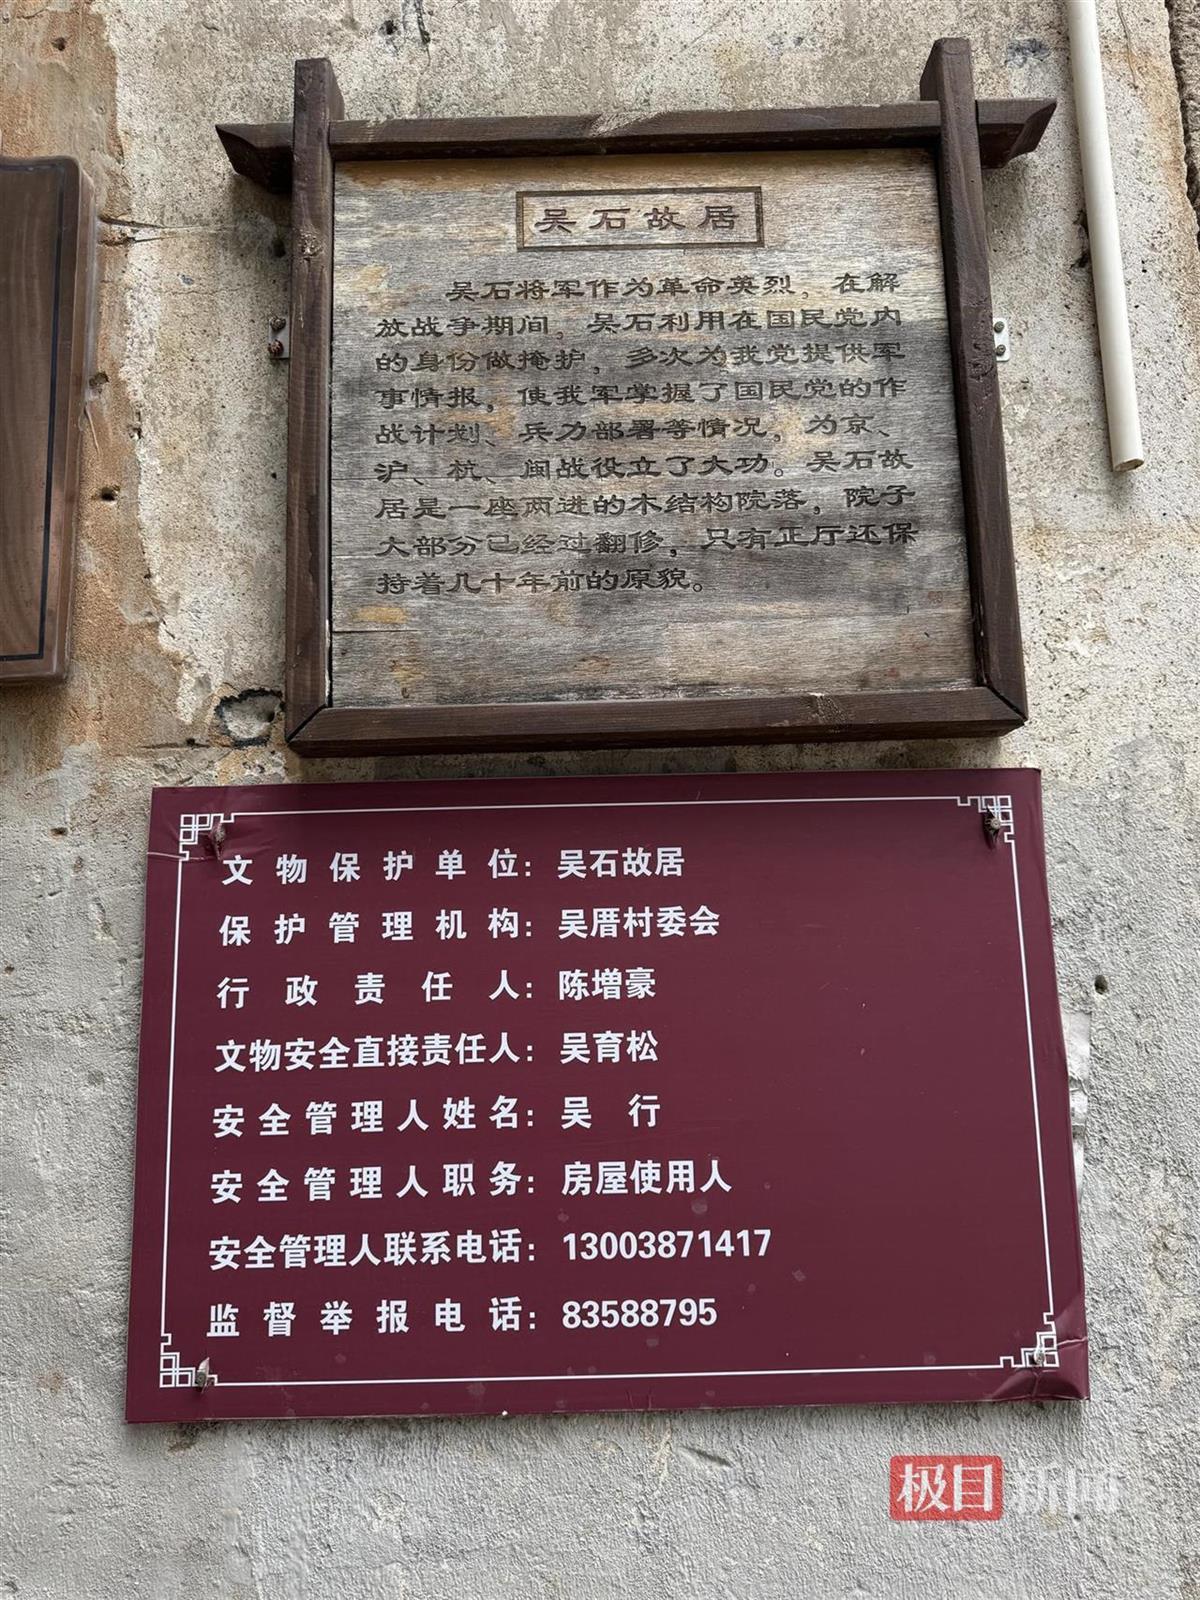 吴石故居
吴石将军作为革命英烈，在解
放战争期间，吴石利用在国民党内
的身份做掩护，多次为我党提供军
事情报，使我军掌握了国民党的作
战计划、兵力部署等情况，为京、
沪、杭、闽战役立了大功。吴石故
居是一座两进的木结构院落，院子
大部分已经过翻修，只有正厅还保
持着几十年前的原貌。
文物保护单位：吴石故居
保护管理机构：吴厝村委会
行政责任人：陈增豪
文物安全直接责任人：吴育松
安全管理人姓名：吴 行
安全管理人职务：房屋使用人
安全管理人联系电话：13003871417
监督举报电话：83588795
极目新闻